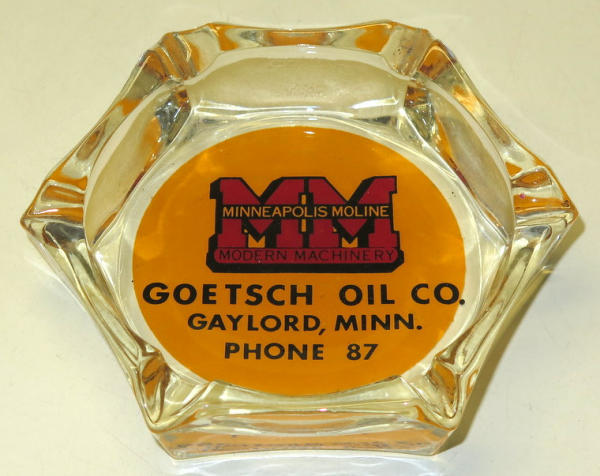 MM
MINNEAPOLIS MOLINE
MODERN MACHINERY
GOETSCH OIL CO.
GAYLORD, MINN.
PHONE 87